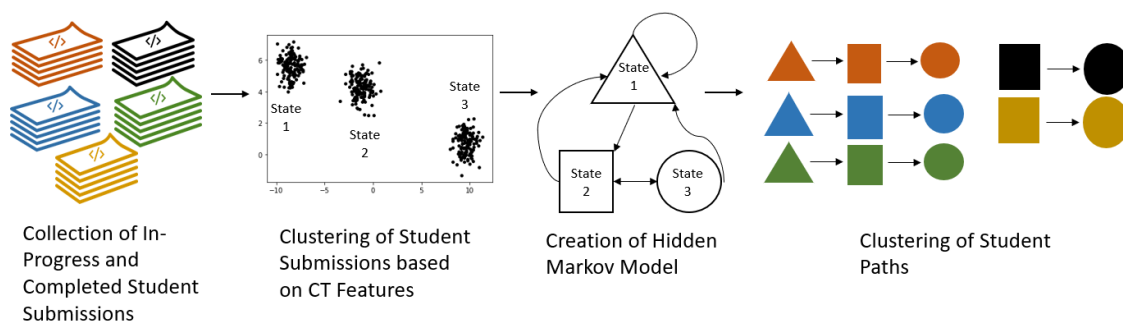 </>
</>
</>
</>
</>
6
4
2
0
-10
-5
0
5
10
State
1
State
2
State
3
State
1
State
2
State
3
Collection of In-
Progress and
Completed Student
Submissions
Clustering of Student
Submissions based
on CT Features
Creation of Hidden
Markov Model
Clustering of Student
Paths